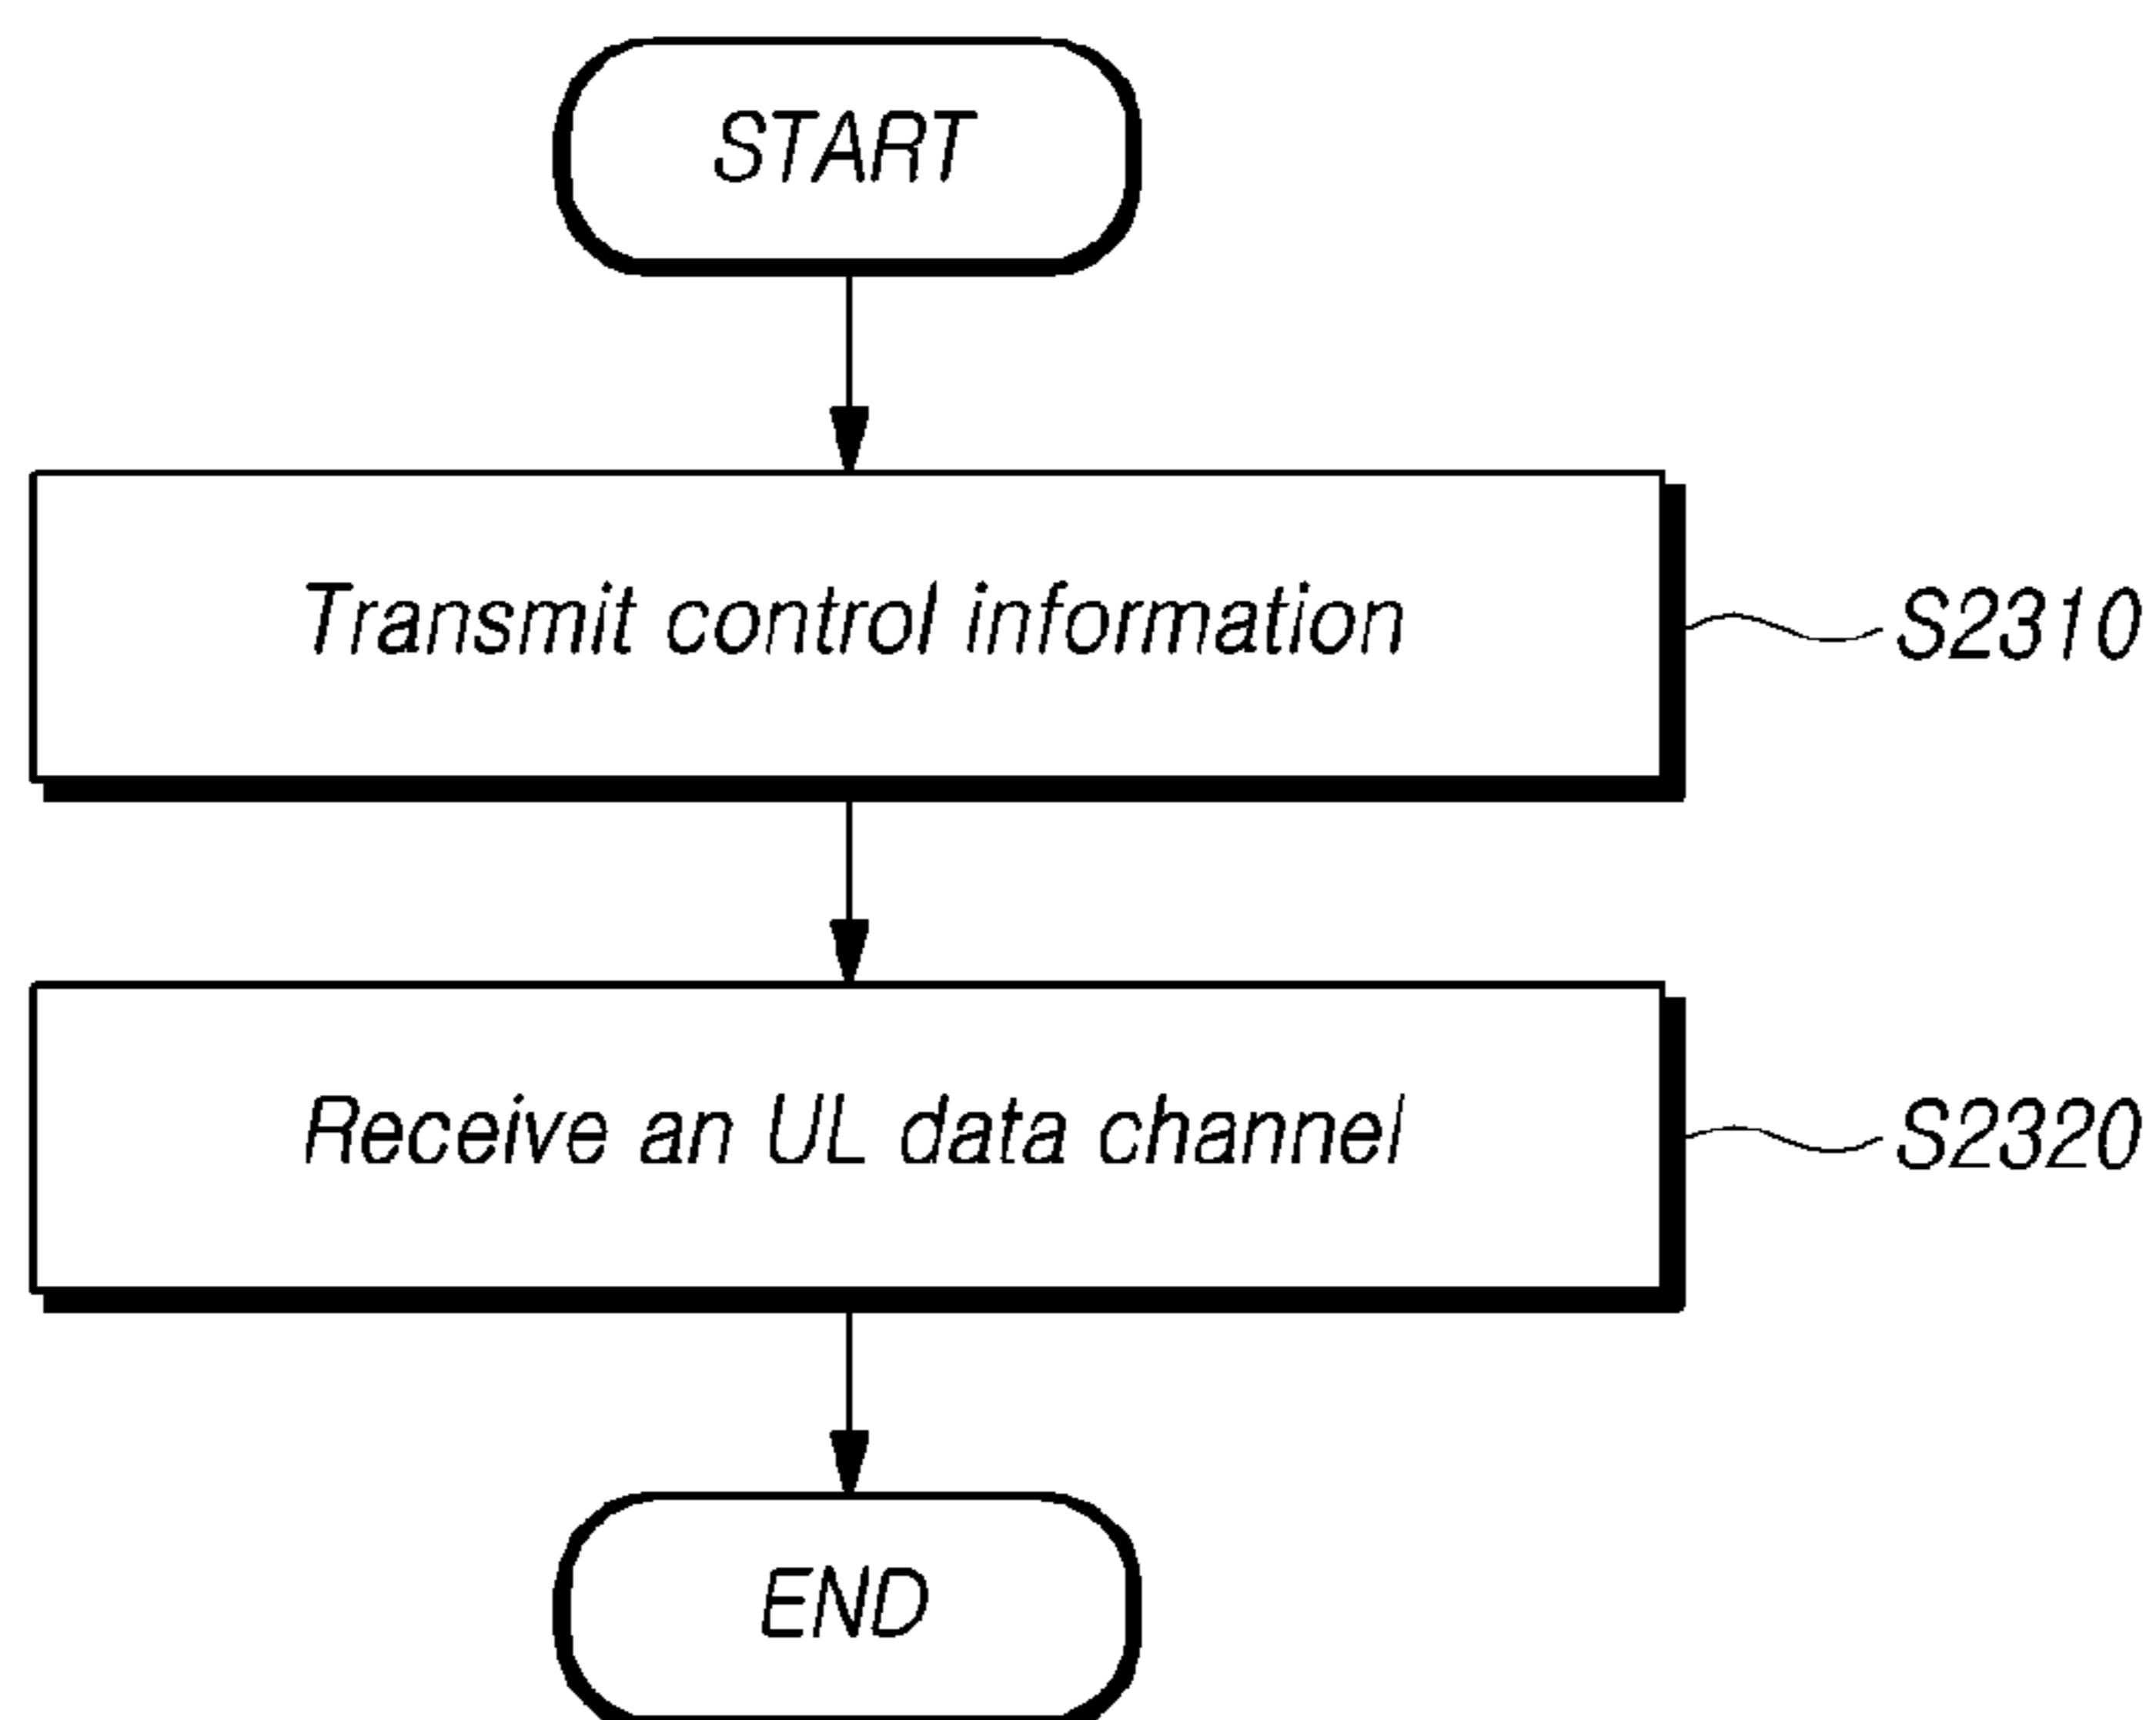 START
Transmit control information
S2310
Receive an UL data channel
S2320
END